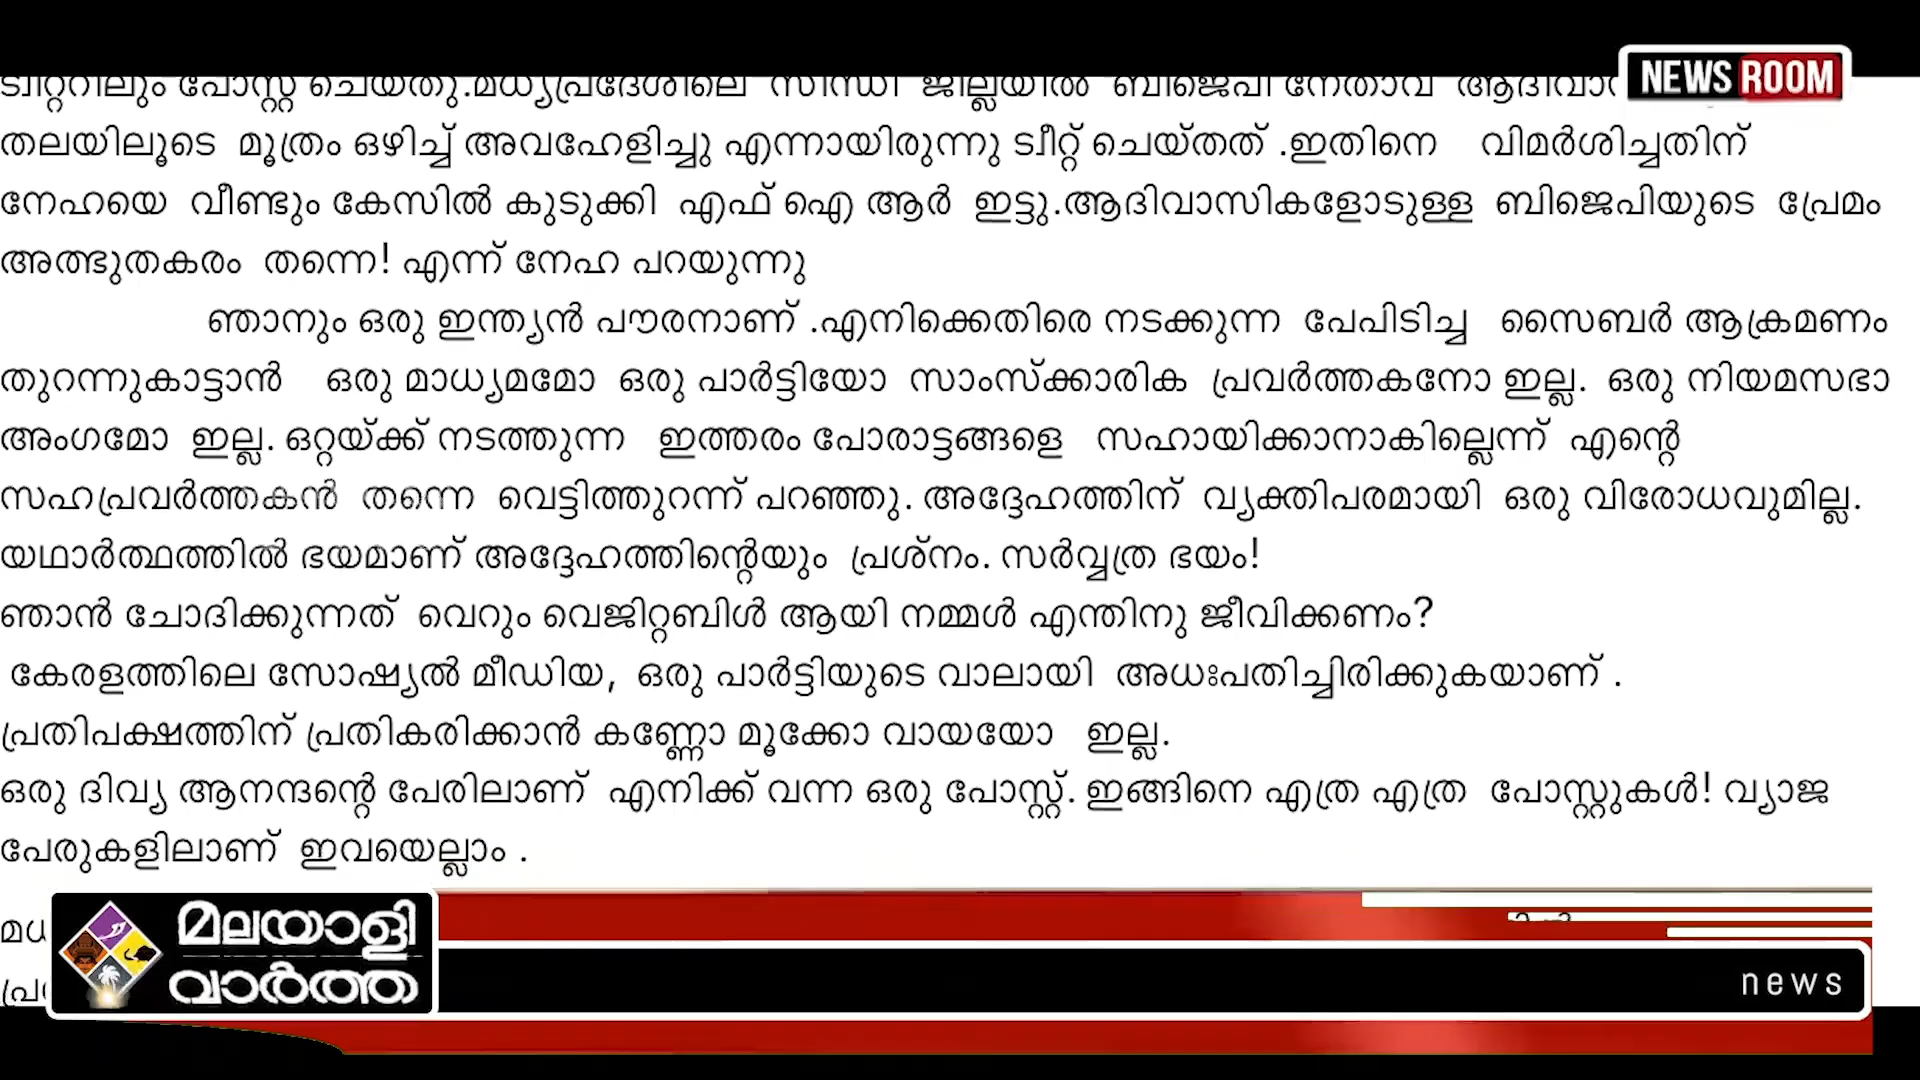 ട്വിറ്ററിലും പോസ്റ്റ് ചെയ്തു.മധ്യപ്രദേശിലെ സിന്ധി ജില്ലയിൽ ബിജെപി നേതാവ്
NEWS ROOM
തലയിലൂടെ മൂത്രം ഒഴിച്ച് അവഹേളിച്ചു എന്നായിരുന്നു ട്വീറ്റ് ചെയ്തത് .ഇതിനെ വിമർശിച്ചതിന്
നേഹയെ വീണ്ടും കേസിൽ കുടുക്കി എഫ് ഐ ആർ ഇട്ടു.ആദിവാസികളോടുള്ള ബിജെപിയുടെ പ്രേമം
അത്ഭുതകരം തന്നെ! എന്ന് നേഹ പറയുന്നു
ഞാനും ഒരു ഇന്ത്യൻ പൗരനാണ് .എനിക്കെതിരെ നടക്കുന്ന പേപിടിച്ച സൈബർ ആക്രമണം
തുറന്നുകാട്ടാൻ ഒരു മാധ്യമമോ ഒരു പാർട്ടിയോ സാംസ്ക്കാരിക പ്രവർത്തകനോ ഇല്ല. ഒരു നിയമസഭാ
അംഗമോ ഇല്ല. ഒറ്റയ്ക്ക് നടത്തുന്ന ഇത്തരം പോരാട്ടങ്ങളെ സഹായിക്കാനാകില്ലെന്ന് എന്റെ
സഹപ്രവർത്തകൻ തന്നെ വെട്ടിത്തുറന്ന് പറഞ്ഞു. അദ്ദേഹത്തിന് വ്യക്തിപരമായി ഒരു വിരോധവുമില്ല.
യഥാർത്ഥത്തിൽ ഭയമാണ് അദ്ദേഹത്തിന്റെയും പ്രശ്നം. സർവ്വത്ര ഭയം!
ഞാൻ ചോദിക്കുന്നത് വെറും വെജിറ്റബിൾ ആയി നമ്മൾ എന്തിനു ജീവിക്കണം?
കേരളത്തിലെ സോഷ്യൽ മീഡിയ, ഒരു പാർട്ടിയുടെ വാലായി അധഃപതിച്ചിരിക്കുകയാണ് .
പ്രതിപക്ഷത്തിന് പ്രതികരിക്കാൻ കണ്ണോ മൂക്കോ വായയോ ഇല്ല.
ഒരു ദിവ്യ ആനന്ദന്റെ പേരിലാണ് എനിക്ക് വന്ന ഒരു പോസ്റ്റ്. ഇങ്ങിനെ എത്ര എത്ര പോസ്റ്റുകൾ! വ്യാജ
പേരുകളിലാണ് ഇവയെല്ലാം .
മലയാളി
വാർത്ത
news